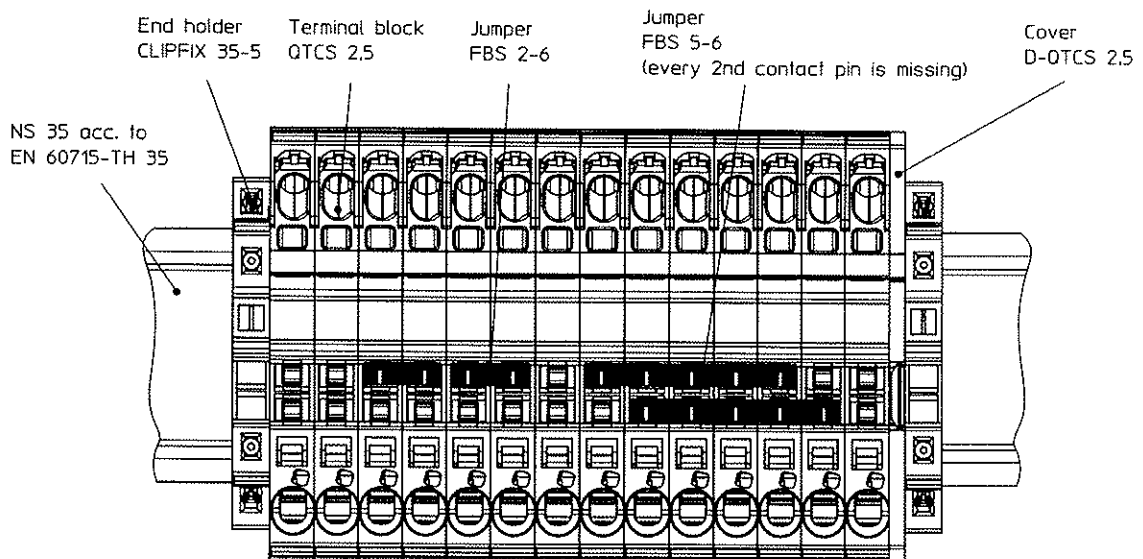 End holder
CLIPFIX 35-5
Terminal block
QTCS 2,5
Jumper
FBS 2-6
Jumper
FBS 5-6
(every 2nd contact pin is missing)
Cover
D-QTCS 2,5
NS 35 acc. to
EN 60715-TH 35